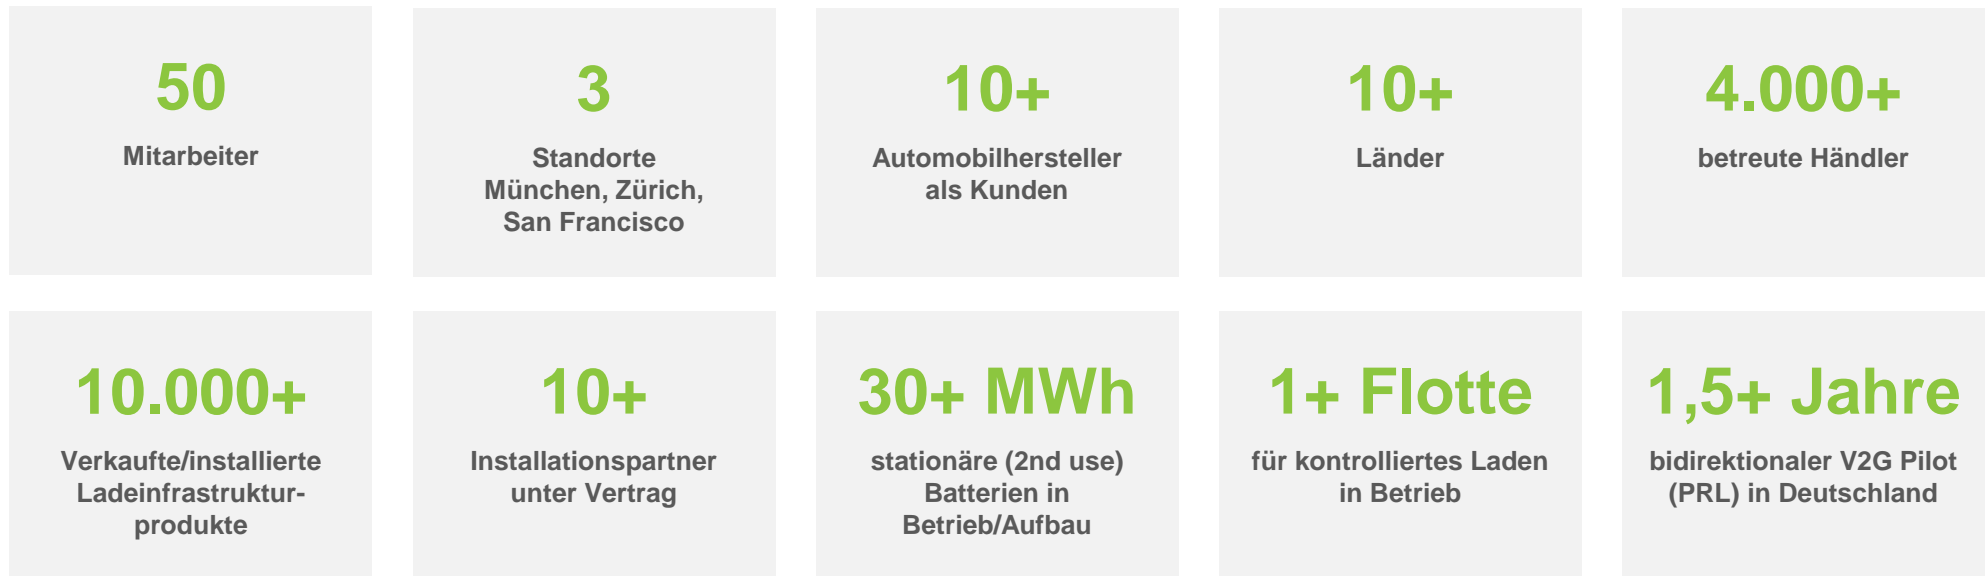 50
Mitarbeiter
3
Standorte
München, Zürich,
San Francisco
10+
Automobilhersteller
als Kunden
10+
Länder
4.000+
betreute Händler
10.000+
Verkaufte/installierte
Ladeinfrastruktur-
produkte
10+
Installationspartner
unter Vertrag
30+ MWh
stationäre (2nd use)
Batterien in
Betrieb/Aufbau
1+ Flotte
für kontrolliertes Laden
in Betrieb
1,5+ Jahre
bidirektionaler V2G Pilot
(PRL) in Deutschland